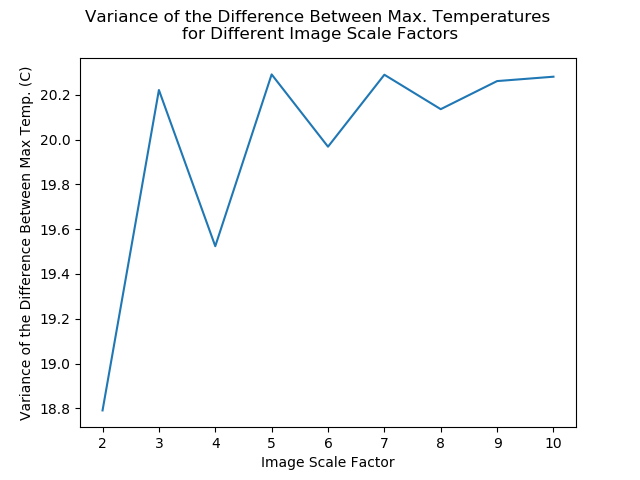 Variance of the Difference Between Max. Temperatures
for Different Image Scale Factors
Variance of the Difference Between Max Temp. (C)
20.2
20.0
19.8
19.6
19.4
19.2
19.0
18.8
2 3 4 5 6 7 8 9 10
Image Scale Factor